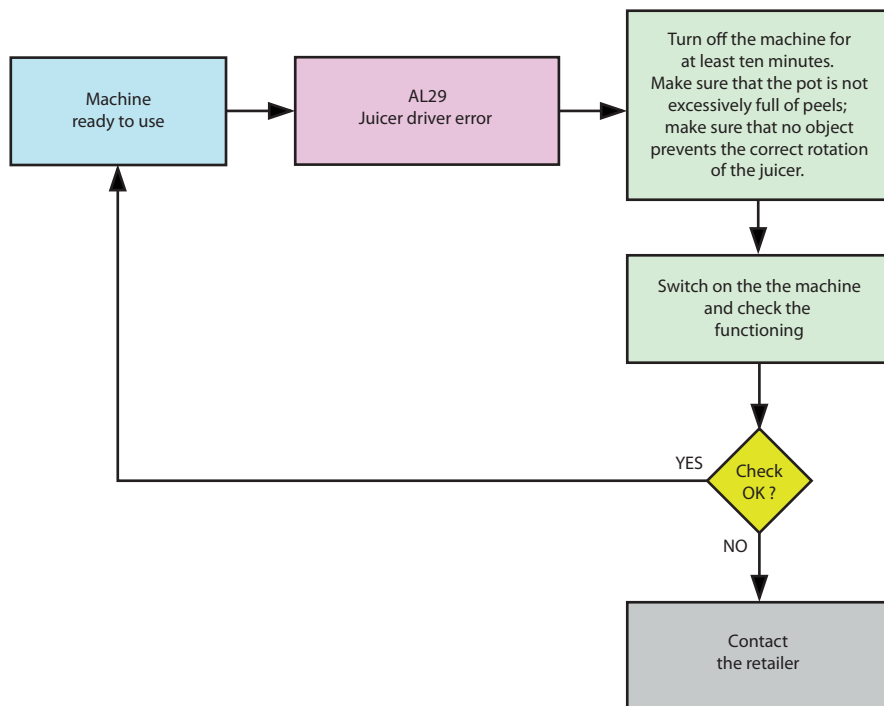 Machine
ready to use
AL29
Juicer driver error
Turn off the machine for
at least ten minutes.
Make sure that the pot is not
excessively full of peels;
make sure that no object
prevents the correct rotation
of the juicer.
Switch on the the machine
and check the
functioning
Check
OK ?
YES
NO
Contact
the retailer